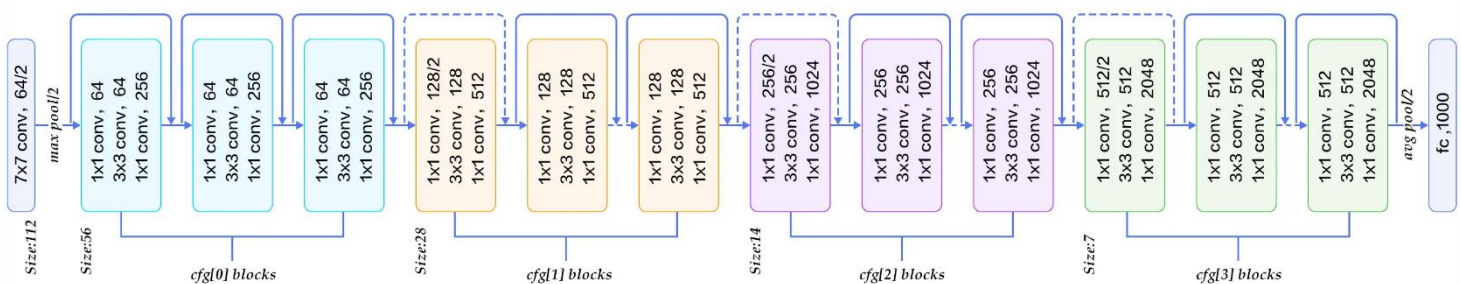 7x7 conv, 64/2
max pool/2
1x1 conv, 64
3x3 conv, 64
1x1 conv, 256
1x1 conv, 64
3x3 conv, 64
1x1 conv, 256
1x1 conv, 64
3x3 conv, 64
1x1 conv, 256
1x1 conv, 128/2
3x3 conv, 128
1x1 conv, 512
1x1 conv, 128
3x3 conv, 128
1x1 conv, 512
1x1 conv, 128
3x3 conv, 128
1x1 conv, 512
1x1 conv, 256/2
3x3 conv, 256
1x1 conv, 1024
1x1 conv, 256
3x3 conv, 256
1x1 conv, 1024
1x1 conv, 256
3x3 conv, 256
1x1 conv, 1024
1x1 conv, 512/2
3x3 conv, 512
1x1 conv, 2048
1x1 conv, 512
3x3 conv, 512
1x1 conv, 2048
1x1 conv, 512
3x3 conv, 512
1x1 conv, 2048
avg pool/2
fc ,1000
Size:112
Size:56
cfg[0] blocks
Size:28
cfg[1] blocks
Size:14
cfg[2] blocks
Size:7
cfg[3] blocks